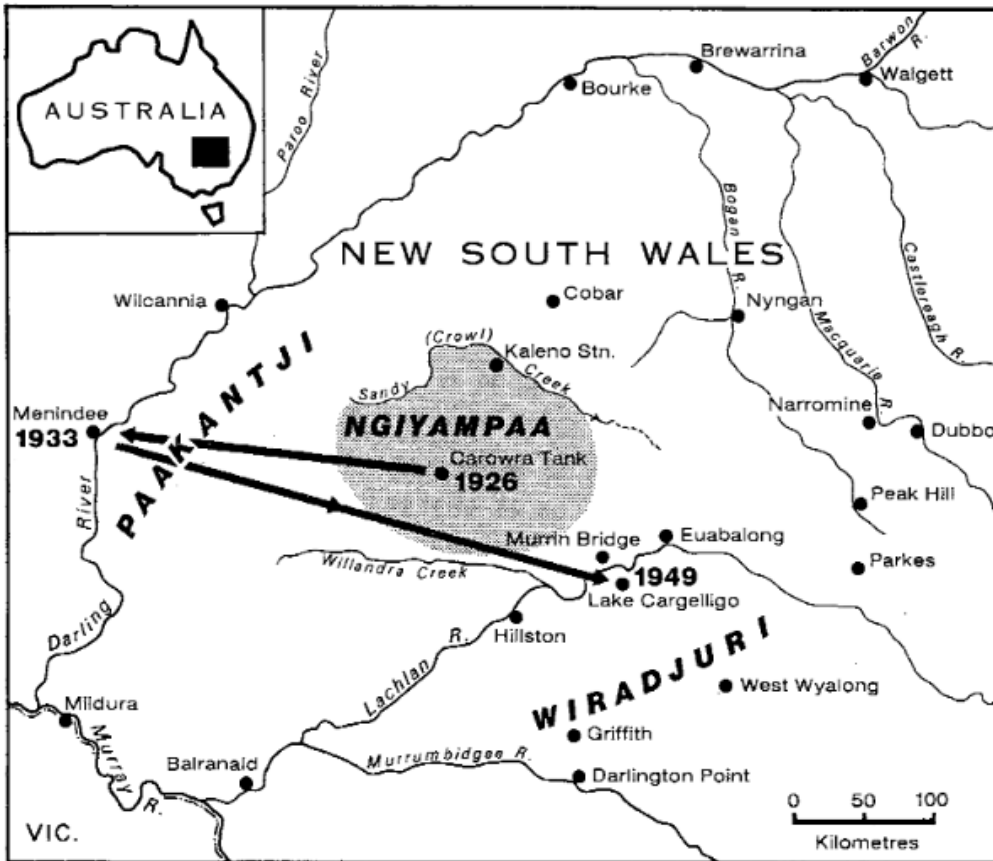 AUSTRALIA
Paroo River
Bourke
Brewarrina
Barwon R.
Walgett
NEW SOUTH WALES
Bogan R.
Castlereagh R.
Macquarie R.
Wilcannia
Cobar
Nyngan
(Crowl)
Kaleno Stn.
Sandy Creek
PAAKANTJI
Menindee
1933
NGIYAMPAA
Carowra Tank
1926
Narromine
Dubbo
Peak Hill
River
Murrin Bridge
Euabalong
Willandra Creek
1949
Lake Cargelligo
Parkes
Hillston
Darling
Lachlan R.
WIRADJURI
West Wyalong
Mildura
Griffith
Murray R.
Balranald
Murrumbidgee R.
Darlington Point
0 50 100
Kilometres
VIC.